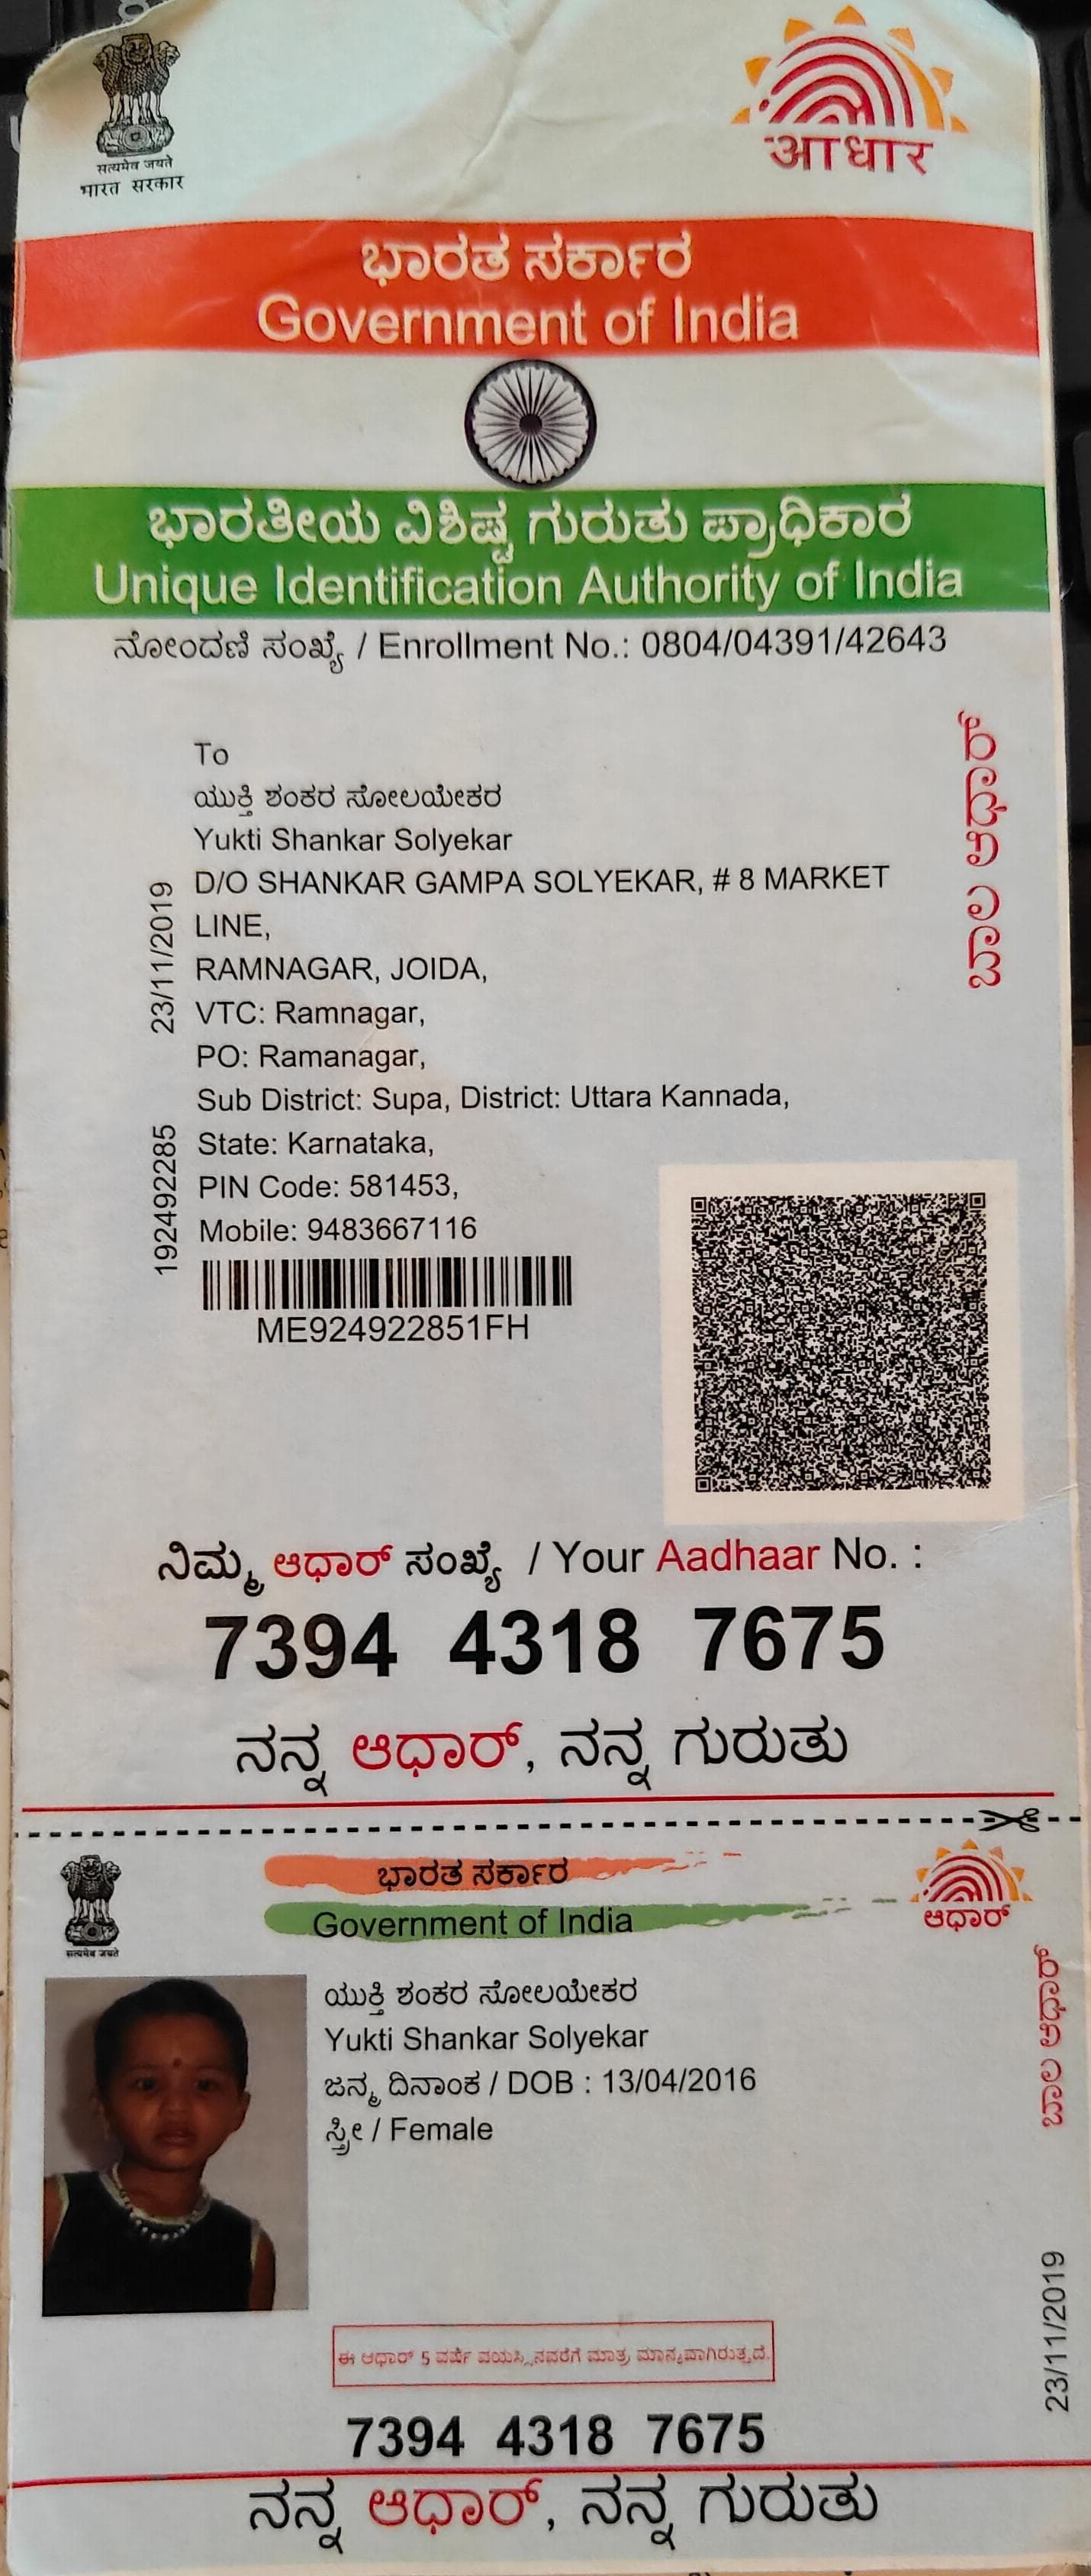 सत्यमेव जयते
भारत सरकार
आधार
ಭಾರತ ಸರ್ಕಾರ
Government of India
ಭಾರತೀಯ ವಿಶಿಷ್ಟ ಗುರುತು ಪ್ರಾಧಿಕಾರ
Unique Identification Authority of India
ನೋಂದಣಿ ಸಂಖ್ಯೆ / Enrollment No.: 0804/04391/42643
To
ಯುಕ್ತಿ ಶಂಕರ ಸೋಲಯೇಕರ
Yukti Shankar Solyekar
D/O SHANKAR GAMPA SOLYEKAR, # 8 MARKET
LINE,
RAMNAGAR, JOIDA,
VTC: Ramnagar,
PO: Ramanagar,
Sub District: Supa, District: Uttara Kannada,
State: Karnataka,
PIN Code: 581453,
Mobile: 9483667116
ME924922851FH
23/11/2019
192492285
ಬಾಲ ಆಧಾರ್
ನಿಮ್ಮ ಆಧಾರ್ ಸಂಖ್ಯೆ / Your Aadhaar No. :
7394 4318 7675
ನನ್ನ ಆಧಾರ್, ನನ್ನ ಗುರುತು
सत्यमेव जयते
ಭಾರತ ಸರ್ಕಾರ
Government of India
ಆಧಾರ್
ಯುಕ್ತಿ ಶಂಕರ ಸೋಲಯೇಕರ
Yukti Shankar Solyekar
ಜನ್ಮ ದಿನಾಂಕ / DOB : 13/04/2016
ಸ್ತ್ರೀ / Female
ಬಾಲ ಆಧಾರ್
23/11/2019
ಈ ಆಧಾರ್ 5 ವರ್ಷ ವಯಸ್ಸಿನವರೆಗೆ ಮಾತ್ರ ಮಾನ್ಯವಾಗಿರುತ್ತದೆ.
7394 4318 7675
ನನ್ನ ಆಧಾರ್, ನನ್ನ ಗುರುತು